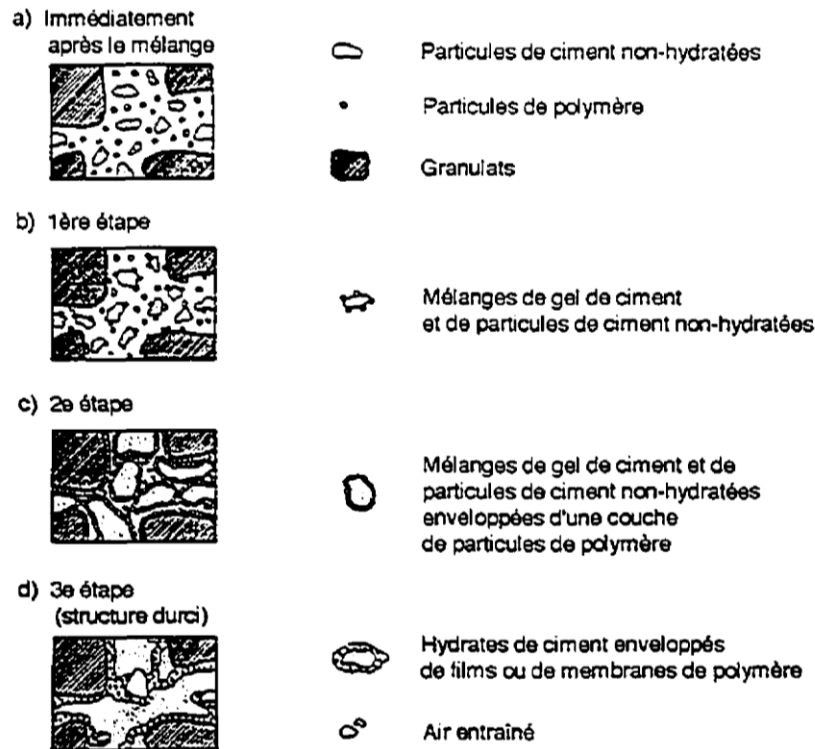 a) Immédiatement
après le mélange
Particules de ciment non-hydratées
Particules de polymère
Granulats
b) 1ère étape
Mélanges de gel de ciment
et de particules de ciment non-hydratées
c) 2e étape
Mélanges de gel de ciment et de
particules de ciment non-hydratées
enveloppées d'une couche
de particules de polymère
d) 3e étape
(structure durci)
Hydrates de ciment enveloppés
de films ou de membranes de polymère
Air entraîné